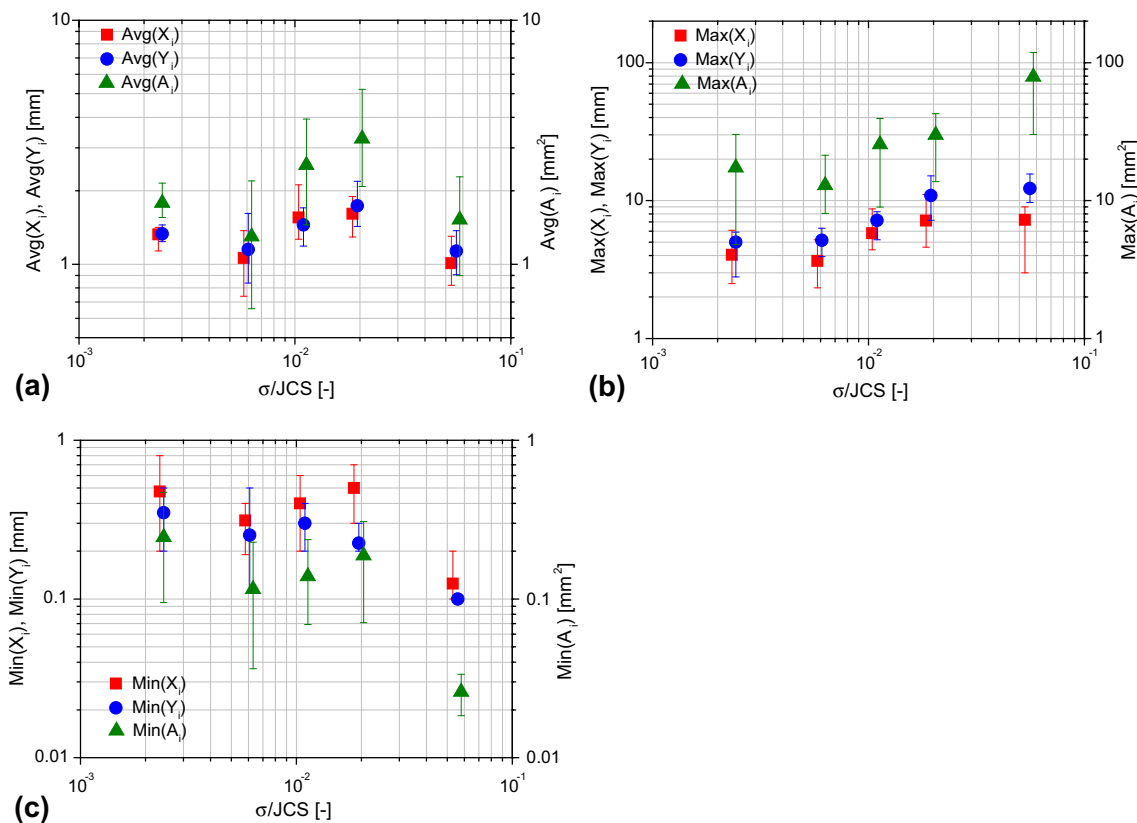 Avg(Xᵢ)
Avg(Yᵢ)
Avg(Aᵢ)
10
1
10
1
10⁻³
10⁻²
10⁻¹
Avg(Xᵢ), Avg(Yᵢ) [mm]
Avg(Aᵢ) [mm²]
σ/JCS [-]
(a)
Max(Xᵢ)
Max(Yᵢ)
Max(Aᵢ)
100
10
1
100
10
1
10⁻³
10⁻²
10⁻¹
Max(Xᵢ), Max(Yᵢ) [mm]
Max(Aᵢ) [mm²]
σ/JCS [-]
(b)
1
0.1
0.01
1
0.1
0.01
Min(Xᵢ)
Min(Yᵢ)
Min(Aᵢ)
10⁻³
10⁻²
10⁻¹
Min(Xᵢ), Min(Yᵢ) [mm]
Min(Aᵢ) [mm²]
σ/JCS [-]
(c)